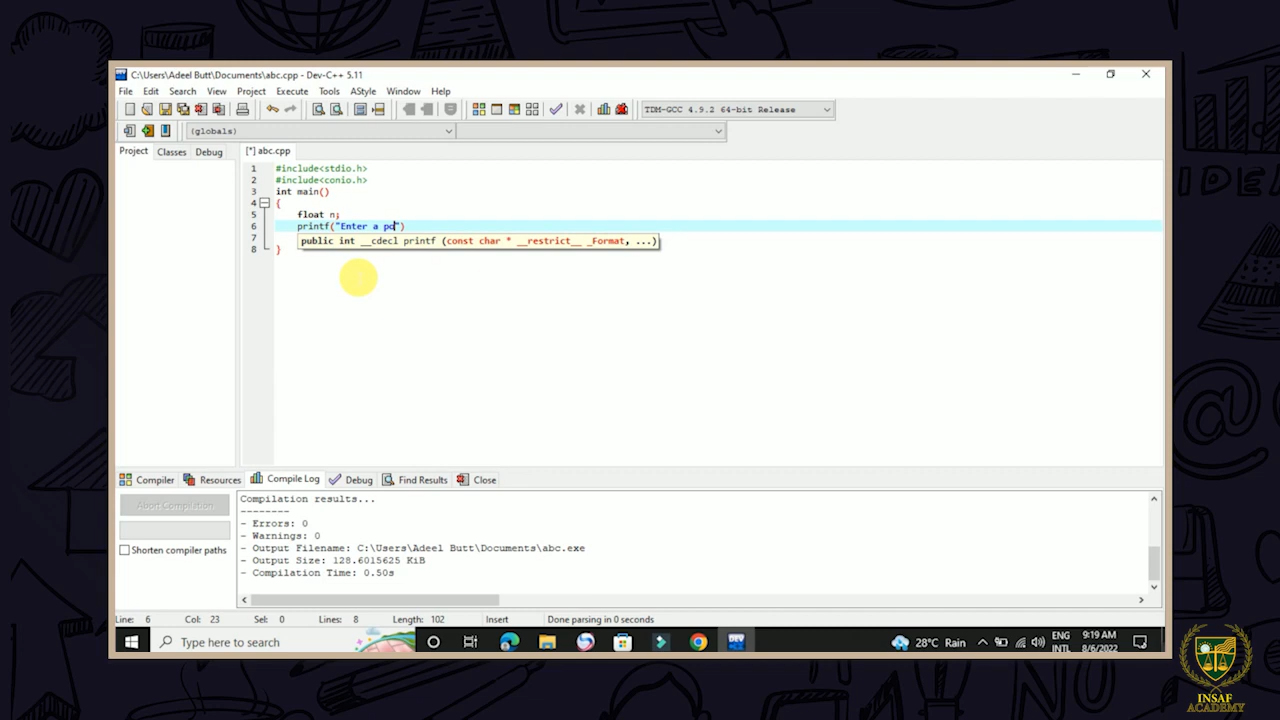 C:\Users\Adeel Butt\Documents\abc.cpp - Dev-C++ 5.11
File Edit Search View Project Execute Tools AStyle Window Help
TDM-GCC 4.9.2 64-bit Release
(globals)
Project Classes Debug
[*] abc.cpp
1 #include<stdio.h>
2 #include<conio.h>
3 int main()
4 {
5 float n;
6 printf("Enter a po")
7 public int __cdecl printf (const char * __restrict__ _Format, ...)
8 }
Compiler Resources Compile Log Debug Find Results Close
Abort Compilation
Shorten compiler paths
Compilation results...
--------
- Errors: 0
- Warnings: 0
- Output Filename: C:\Users\Adeel Butt\Documents\abc.exe
- Output Size: 128.6015625 KiB
- Compilation Time: 0.50s
Line: 6 Col: 23 Sel: 0 Lines: 8 Length: 102 Insert Done parsing in 0 seconds
Type here to search
28°C Rain
ENG
INTL
9:19 AM
8/6/2022
IDEA
INSAF
ACADEMY